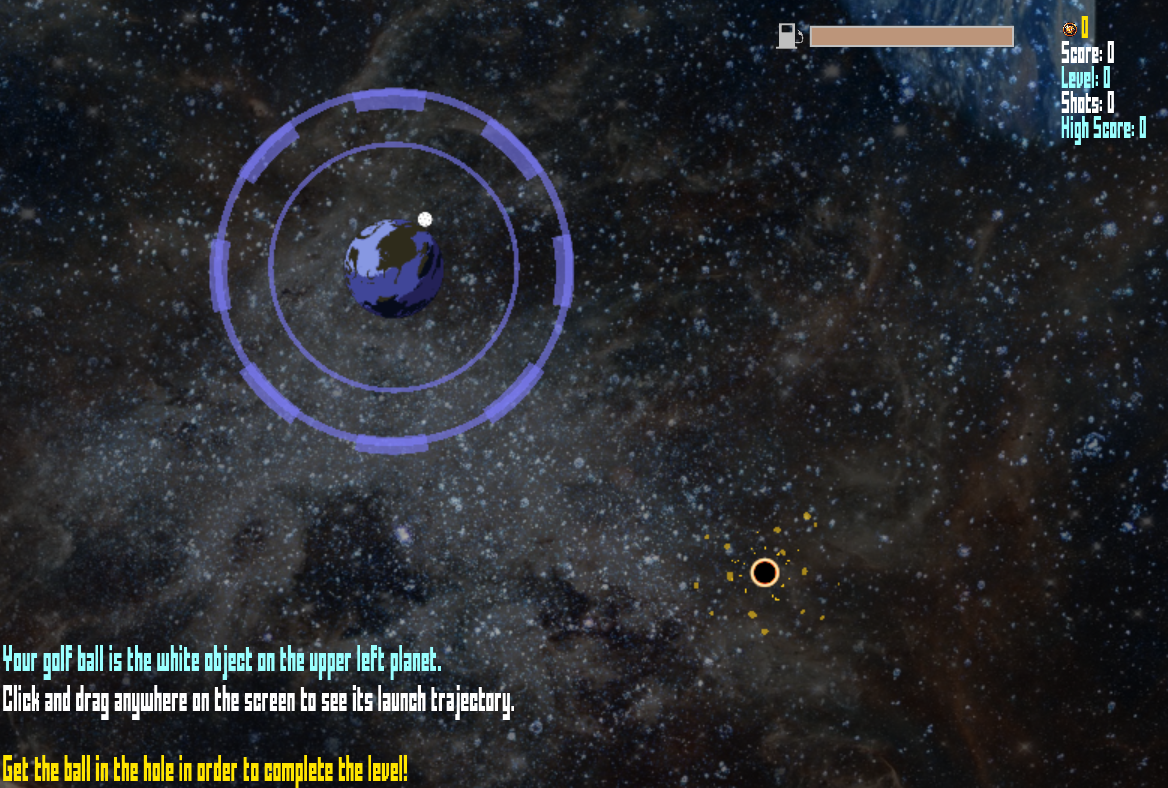 0
Score: 0
Level: 0
Shots: 0
High Score: 0
Your golf ball is the white object on the upper left planet.
Click and drag anywhere on the screen to see its launch trajectory.
Get the ball in the hole in order to complete the level!